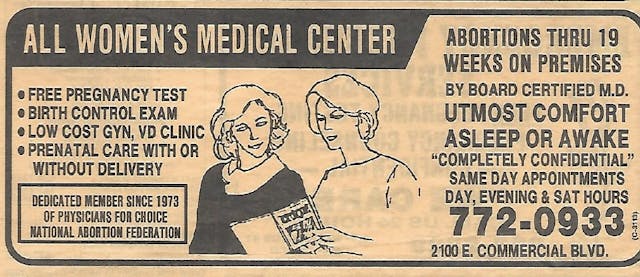 ALL WOMEN'S MEDICAL CENTER
• FREE PREGNANCY TEST
• BIRTH CONTROL EXAM
• LOW COST GYN, VD CLINIC
• PRENATAL CARE WITH OR
WITHOUT DELIVERY
DEDICATED MEMBER SINCE 1973
OF PHYSICIANS FOR CHOICE
NATIONAL ABORTION FEDERATION
ABORTIONS THRU 19
WEEKS ON PREMISES
BY BOARD CERTIFIED M.D.
UTMOST COMFORT
ASLEEP OR AWAKE
"COMPLETELY CONFIDENTIAL"
SAME DAY APPOINTMENTS
DAY, EVENING & SAT HOURS
772-0933
2100 E. COMMERCIAL BLVD.